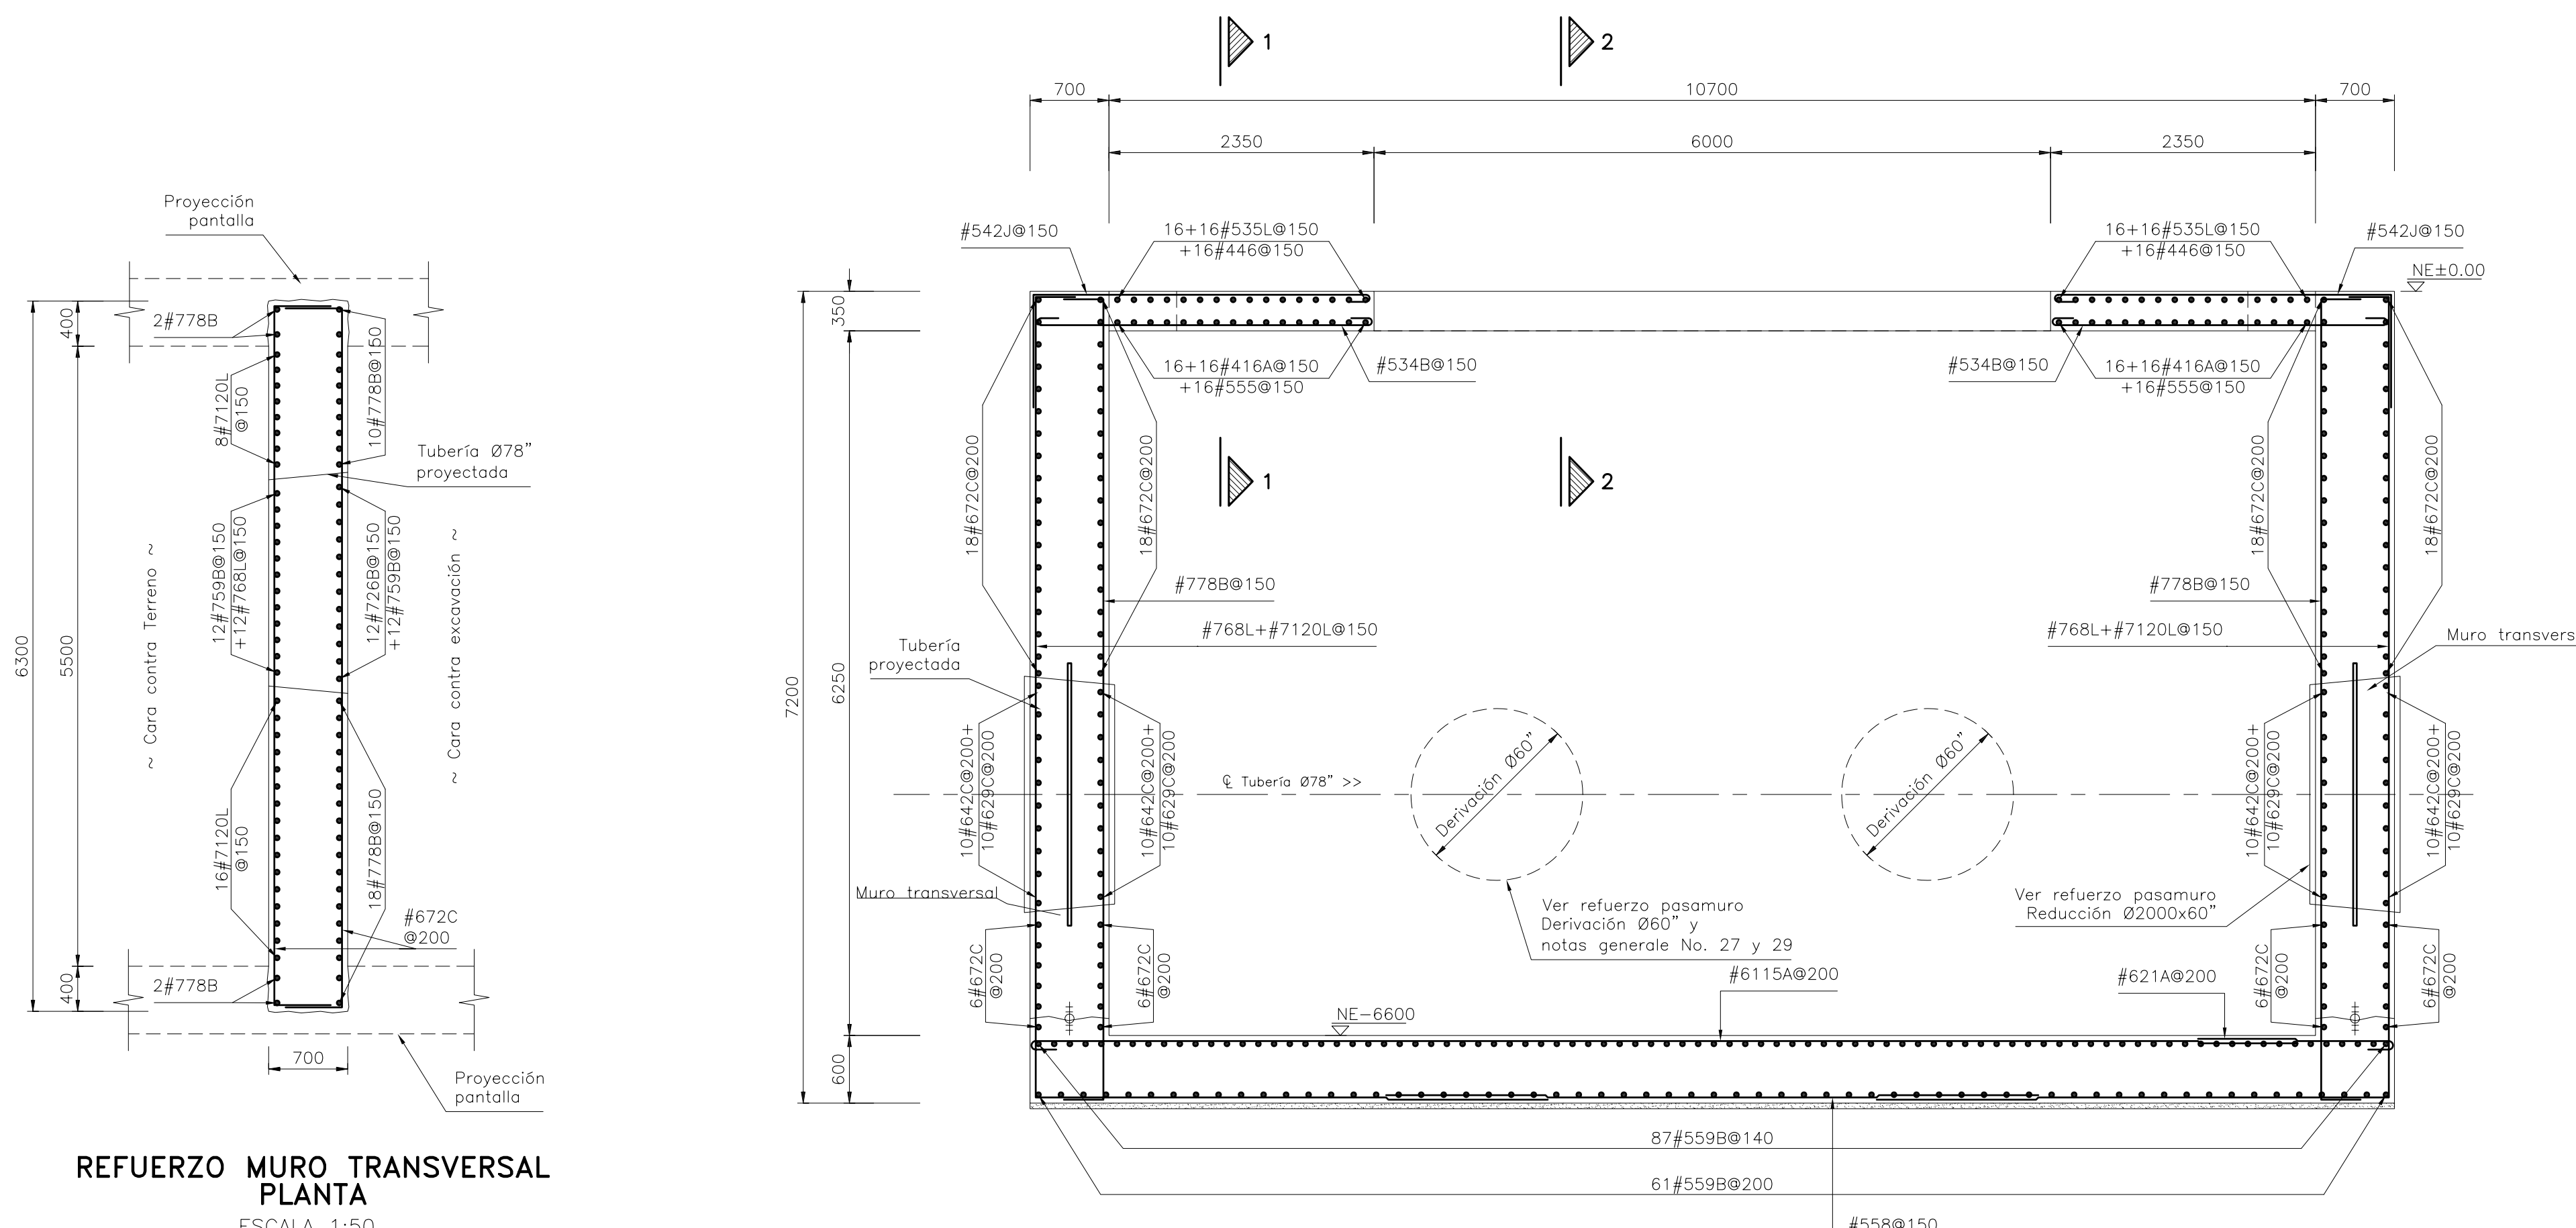 Proyección
pantalla
6300
400
5500
400
2#778B
8#7120L
@150
10#778B@150
Tubería Ø78”
proyectada
~ Cara contra Terreno ~
12#759B@150
+12#768L@150
12#726B@150
+12#759B@150
~ Cara contra excavación ~
16#7120L
@150
18#778B@150
#672C
@200
2#778B
700
Proyección
pantalla
REFUERZO MURO TRANSVERSAL
PLANTA
ESCALA 1:50
1
2
700
10700
700
2350
6000
2350
#542J@150
16+16#535L@150
+16#446@150
16+16#535L@150
+16#446@150
#542J@150
NE±0.00
350
7200
6250
600
16+16#416A@150
+16#555@150
#534B@150
#534B@150
16+16#416A@150
+16#555@150
1
2
18#672C@200
18#672C@200
18#672C@200
18#672C@200
#778B@150
#778B@150
#768L+#7120L@150
#768L+#7120L@150
Tubería
proyectada
Muro transvers
10#642C@200+
10#629C@200
10#642C@200+
10#629C@200
℄ Tubería Ø78” >>
Derivación Ø60”
Derivación Ø60”
10#642C@200+
10#629C@200
10#642C@200+
10#629C@200
Muro transversal
Ver refuerzo pasamuro
Derivación Ø60” y
notas generale No. 27 y 29
Ver refuerzo pasamuro
Reducción Ø2000x60”
6#672C
@200
6#672C
@200
#6115A@200
#621A@200
6#672C
@200
6#672C
@200
NE−6600
87#559B@140
61#559B@200
#558@150